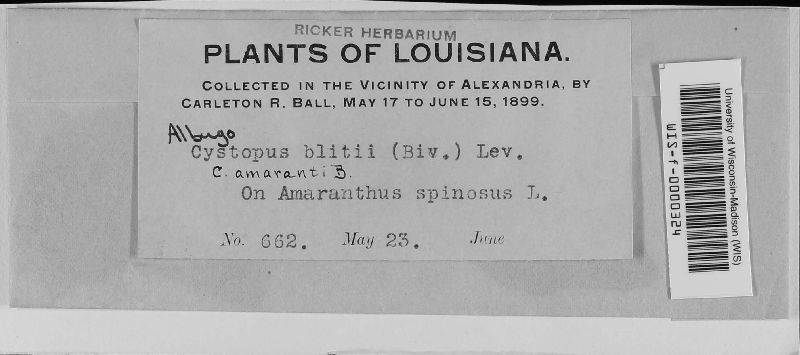 RICKER HERBARIUM
PLANTS OF LOUISIANA.
COLLECTED IN THE VICINITY OF ALEXANDRIA, BY
CARLETON R. BALL, MAY 17 TO JUNE 15, 1899.
Albugo
Cystopus blitii (Biv.) Lev.
C. amaranti B.
On Amaranthus spinosus L.
No. 662. May 23. June
University of Wisconsin-Madison (WIS)
WIS-f-0000324